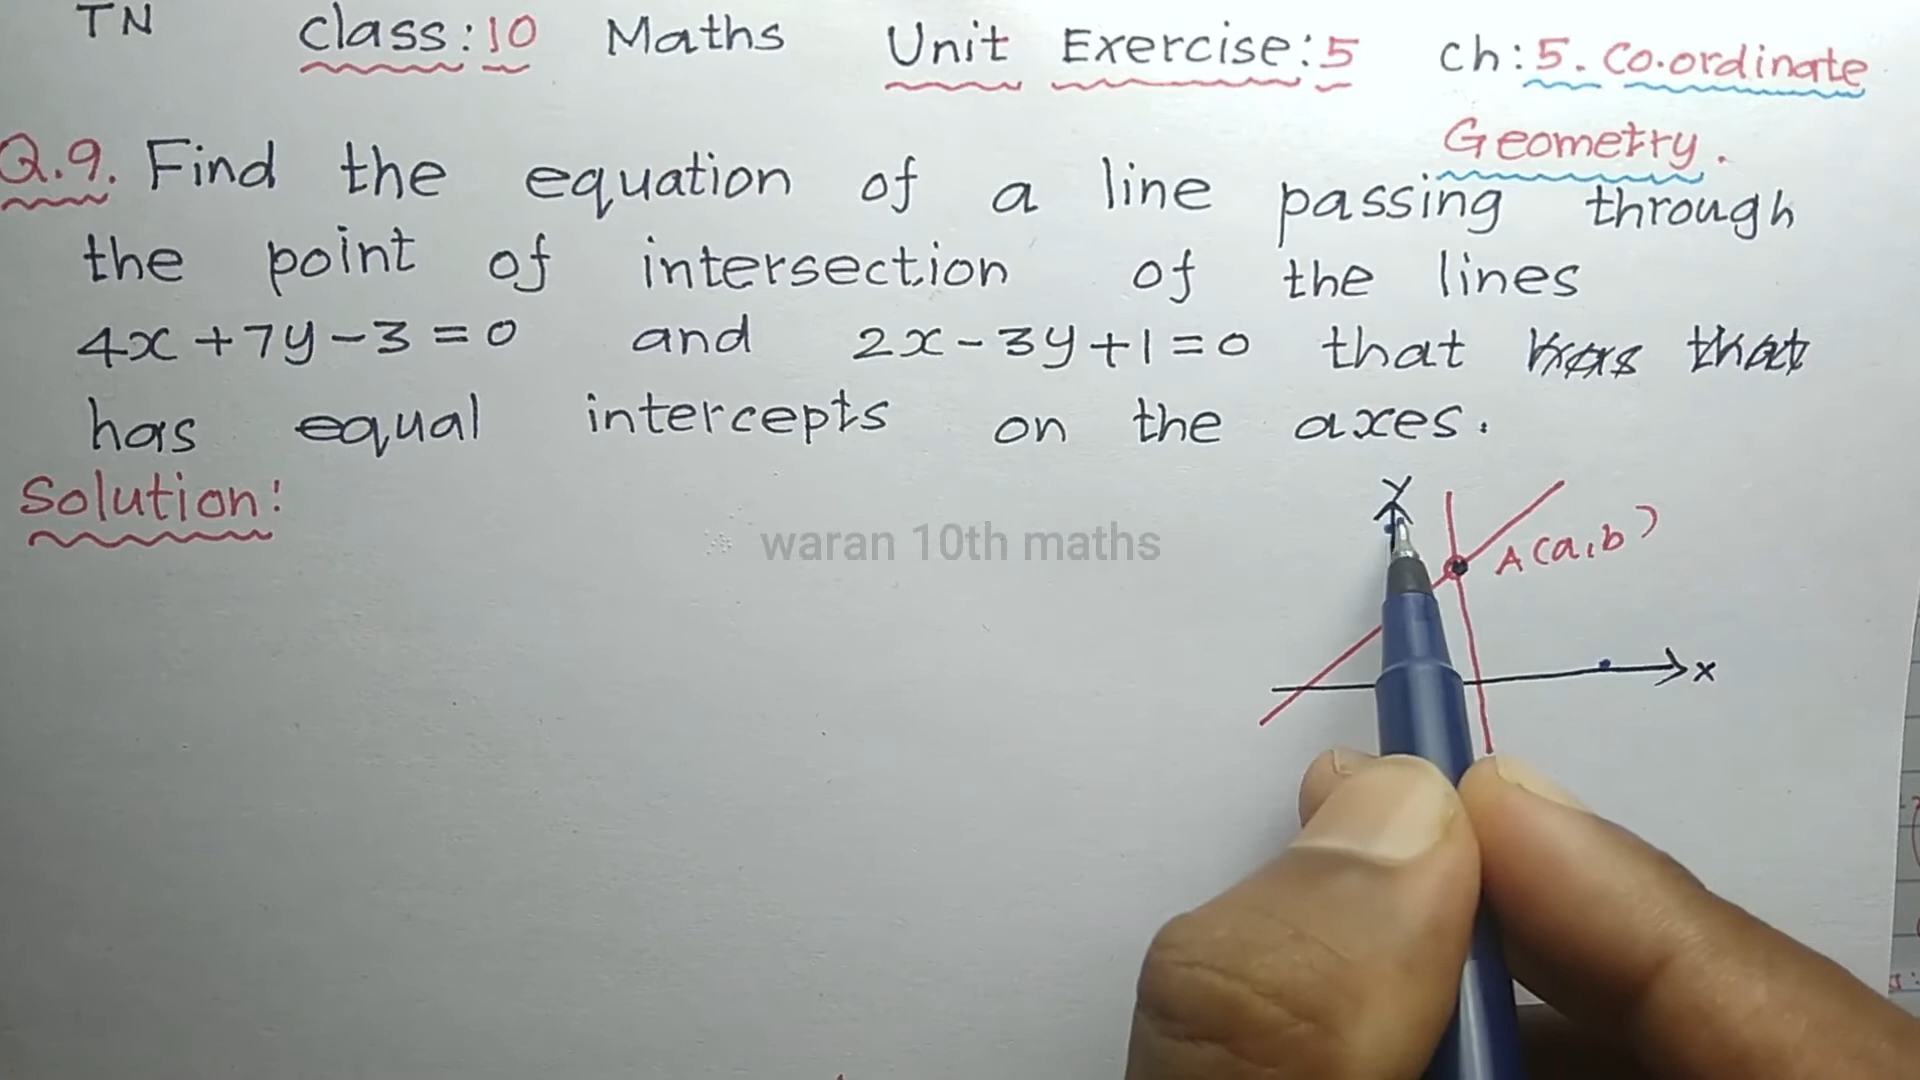 TN Class:10 Maths Unit Exercise:5 Ch:5. Co.ordinate
Geometry.
Q.9. Find the equation of a line passing through
the point of intersection of the lines
4x+7y-3=0 and 2x-3y+1=0 that has that
has equal intercepts on the axes.
Solution:
Y
A(a,b)
waran 10th maths
x